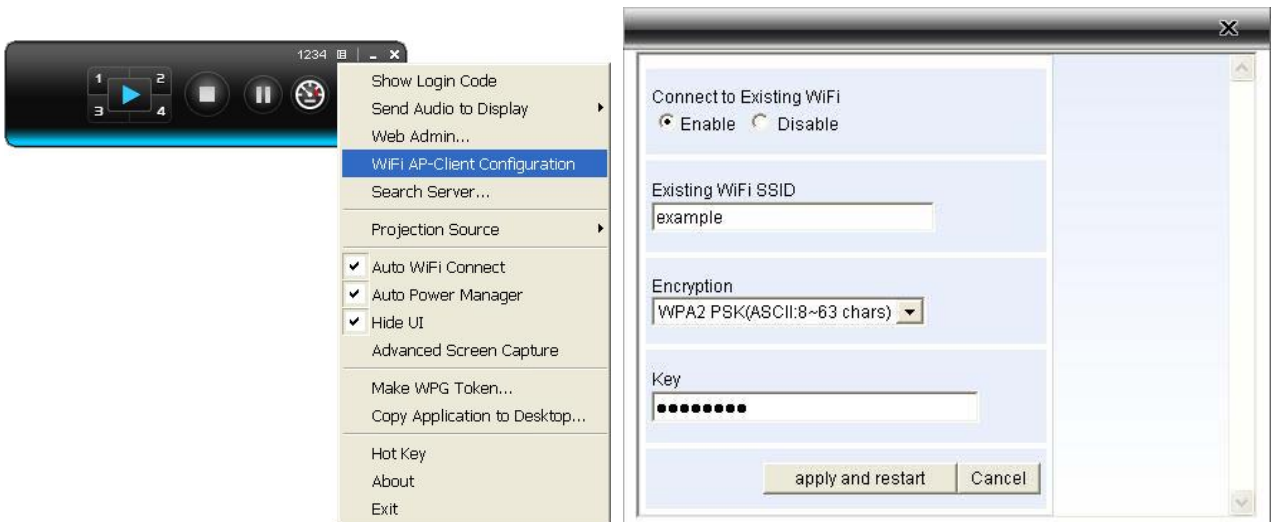 1234
1 2
3 4
Show Login Code
Send Audio to Display
Web Admin...
WiFi AP-Client Configuration
Search Server...
Projection Source
Auto WiFi Connect
Auto Power Manager
Hide UI
Advanced Screen Capture
Make WPG Token...
Copy Application to Desktop...
Hot Key
About
Exit
Connect to Existing WiFi
Enable Disable
Existing WiFi SSID
example
Encryption
WPA2 PSK(ASCII:8~63 chars)
Key
apply and restart Cancel